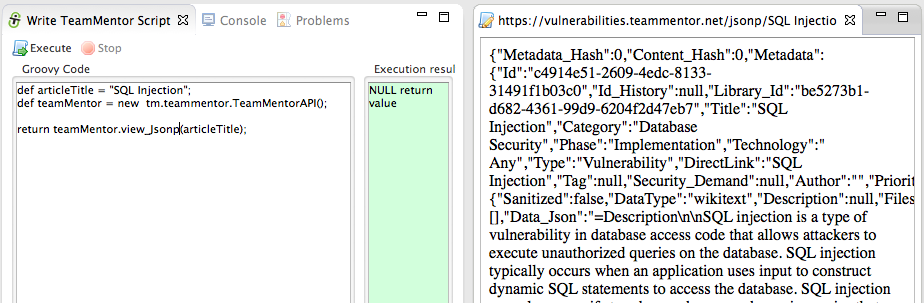 Write TeamMentor Script
Console
Problems
Execute
Stop
Groovy Code
Execution resul
def articleTitle = "SQL Injection";
def teamMentor = new  tm.teammentor.TeamMentorAPI();
return teamMentor.view_Jsonp(articleTitle);
NULL return
value
https://vulnerabilities.teammentor.net/jsonp/SQL Injectio
{"Metadata_Hash":0,"Content_Hash":0,"Metadata":
{"Id":"c4914e51-2609-4edc-8133-
31491f1b03c0","Id_History":null,"Library_Id":"be5273b1-
d682-4361-99d9-6204f2d47eb7","Title":"SQL
Injection","Category":"Database
Security","Phase":"Implementation","Technology":"
Any","Type":"Vulnerability","DirectLink":"SQL
Injection","Tag":null,"Security_Demand":null,"Author":"","Priorit
{"Sanitized":false,"DataType":"wikitext","Description":null,"Files
[],"Data_Json":"=Description\n\nSQL injection is a type of
vulnerability in database access code that allows attackers to
execute unauthorized queries on the database. SQL injection
typically occurs when an application uses input to construct
dynamic SQL statements to access the database. SQL injection